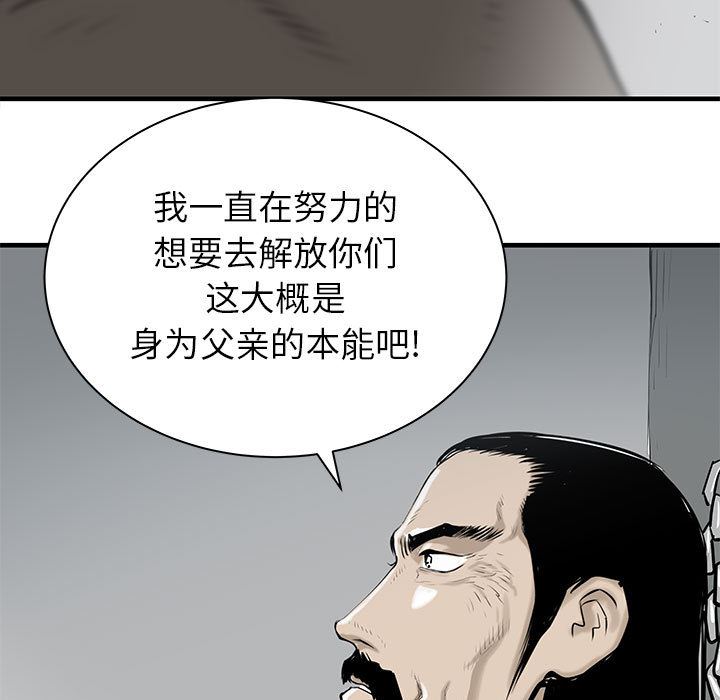 我一直在努力的
想要去解放你们
这大概是
身为父亲的本能吧!